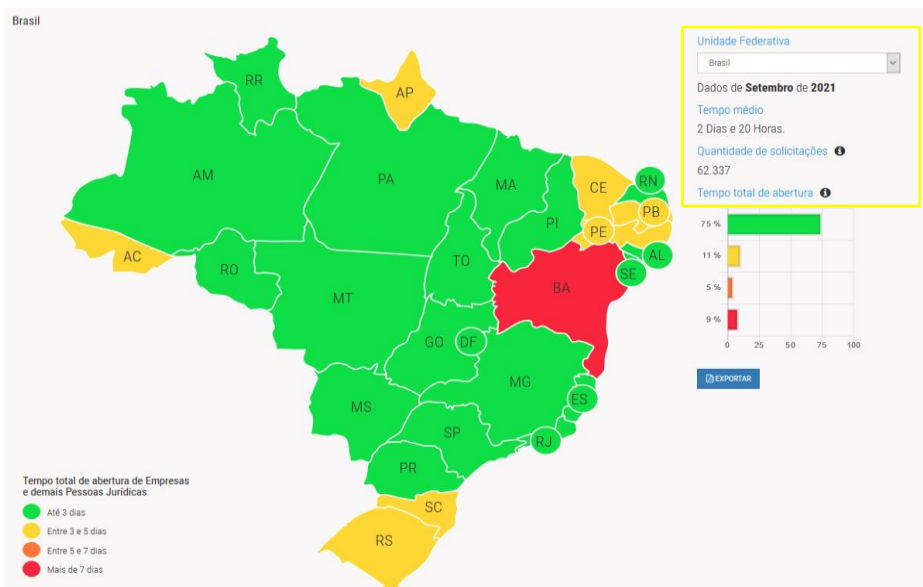 Brasil
Unidade Federativa
Brasil
Dados de Setembro de 2021
Tempo médio
2 Dias e 20 Horas.
Quantidade de solicitações
62.337
Tempo total de abertura
RR
AP
AM
PA
MA
CE
RN
PB
PI
PE
AC
TO
AL
RO
SE
MT
BA
GO
DF
MG
MS
ES
SP
RJ
PR
SC
RS
75 %
11 %
5 %
9 %
0 25 50 75 100
EXPORTAR
Tempo total de abertura de Empresas
e demais Pessoas Jurídicas
Até 3 dias
Entre 3 e 5 dias
Entre 5 e 7 dias
Mais de 7 dias